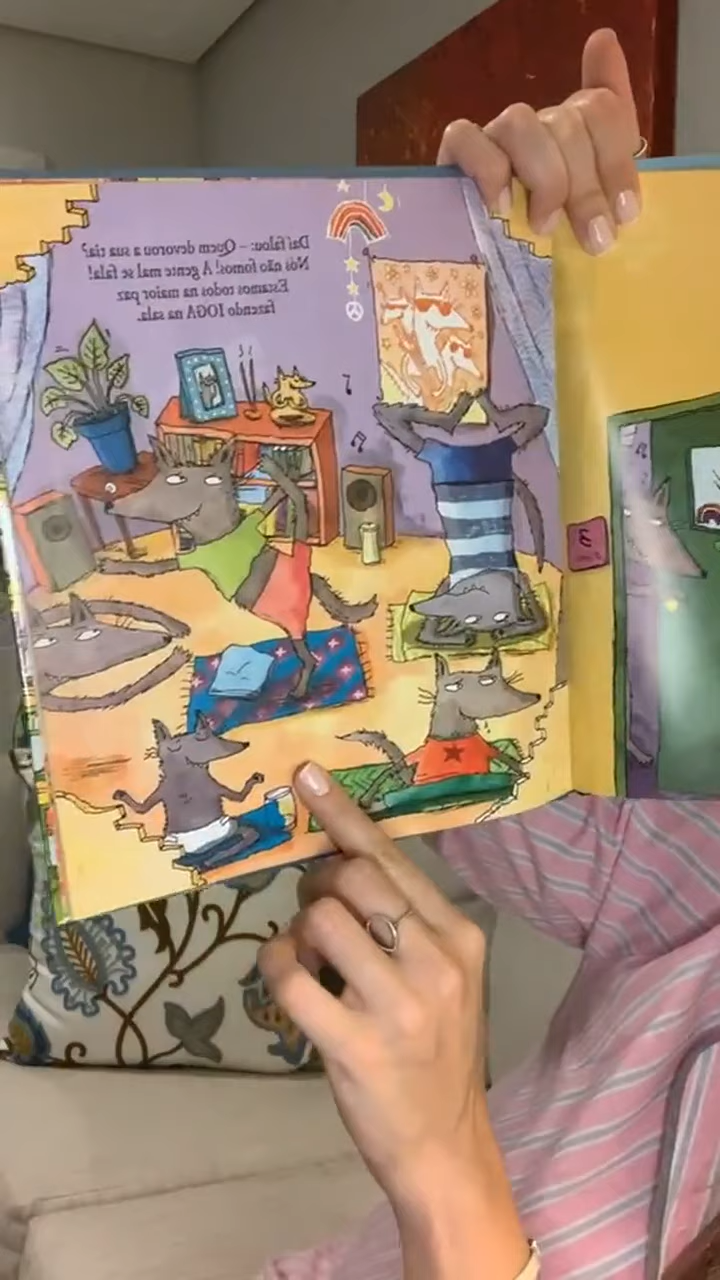 Daí falou: – Quem devorou a sua tia?
Nós não fomos! A gente mal se fala!
Estamos todos na maior paz
fazendo IOGA na sala.